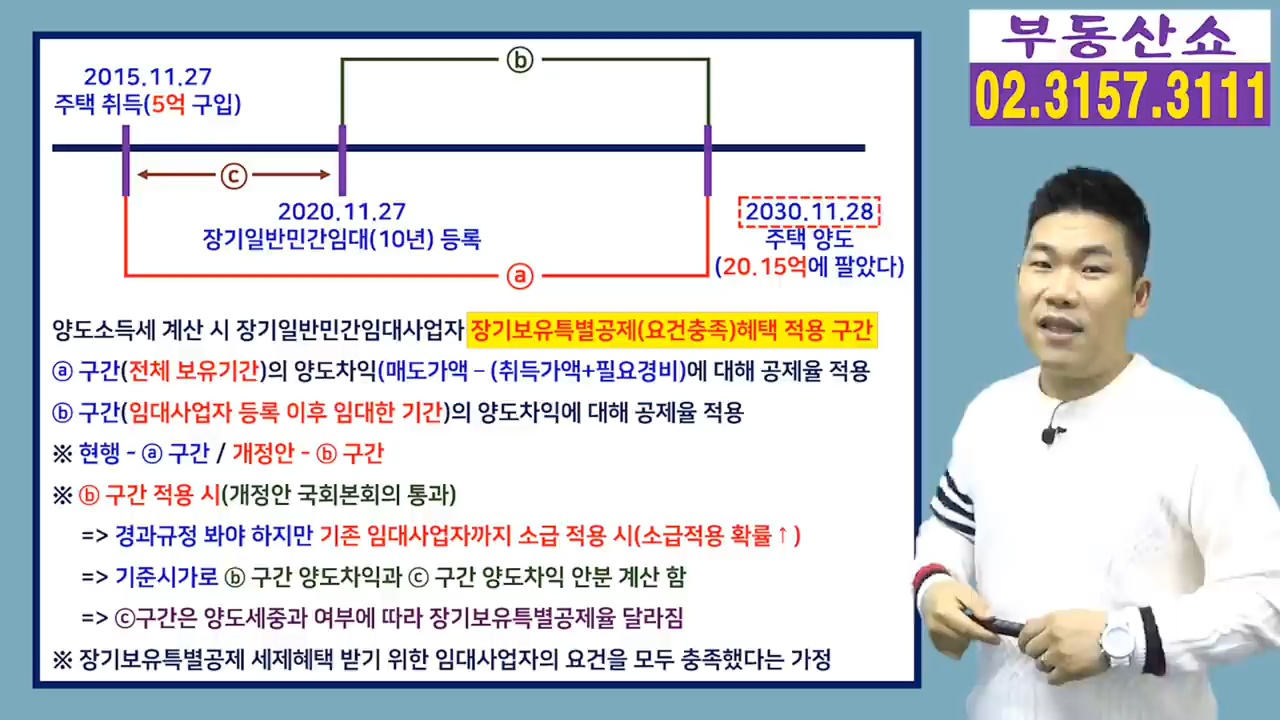 부동산쇼
02.3157.3111
ⓑ
2015.11.27
주택 취득(5억 구입)
ⓒ
2020.11.27
장기일반민간임대(10년) 등록
2030.11.28
주택 양도
(20.15억에 팔았다)
ⓐ
양도소득세 계산 시 장기일반민간임대사업자 장기보유특별공제(요건충족)혜택 적용 구간
ⓐ 구간(전체 보유기간)의 양도차익(매도가액 – (취득가액+필요경비)에 대해 공제율 적용
ⓑ 구간(임대사업자 등록 이후 임대한 기간)의 양도차익에 대해 공제율 적용
※ 현행 - ⓐ 구간 / 개정안 - ⓑ 구간
※ ⓑ 구간 적용 시(개정안 국회본회의 통과)
=> 경과규정 봐야 하지만 기존 임대사업자까지 소급 적용 시(소급적용 확률↑)
=> 기준시가로 ⓑ 구간 양도차익과 ⓒ 구간 양도차익 안분 계산 함
=> ⓒ구간은 양도세중과 여부에 따라 장기보유특별공제율 달라짐
※ 장기보유특별공제 세제혜택 받기 위한 임대사업자의 요건을 모두 충족했다는 가정